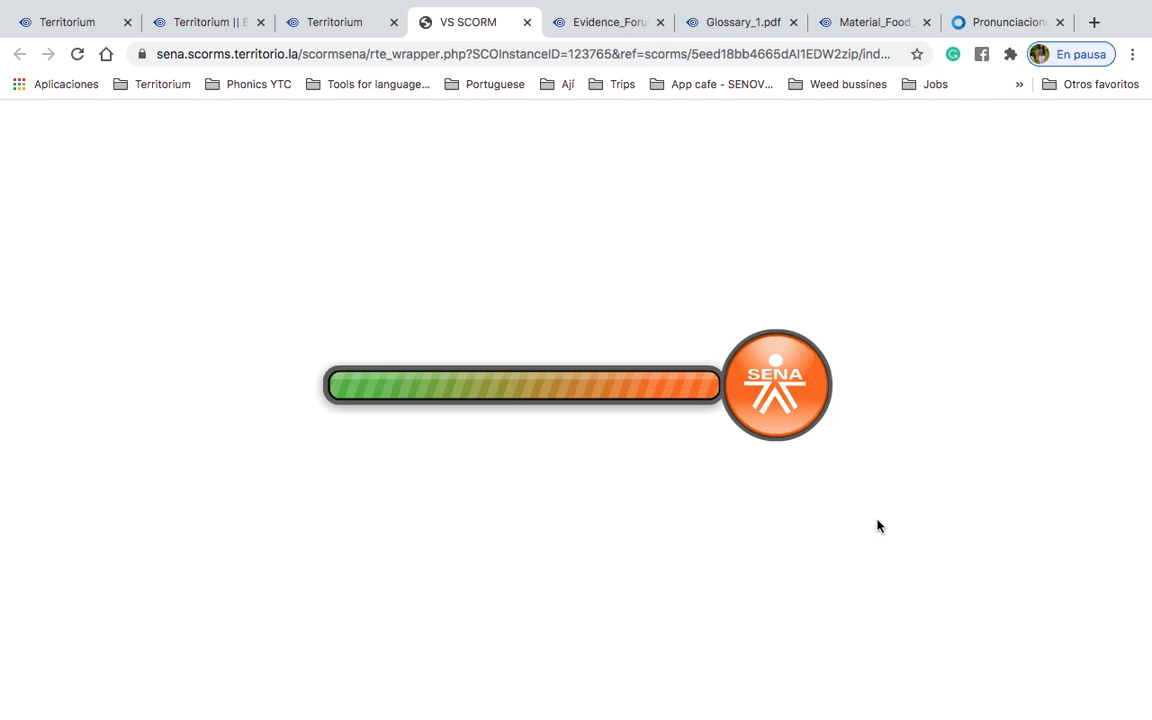 Territorium
Territorium || E
Territorium
VS SCORM
Evidence_Foru
Glossary_1.pdf
Material_Food_
Pronunciacion
sena.scorms.territorio.la/scormsena/rte_wrapper.php?SCOInstanceID=123765&ref=scorms/5eed18bb4665dAI1EDW2zip/ind...
En pausa
Aplicaciones
Territorium
Phonics YTC
Tools for language...
Portuguese
Ají
Trips
App cafe - SENOV...
Weed bussines
Jobs
»
Otros favoritos
SENA